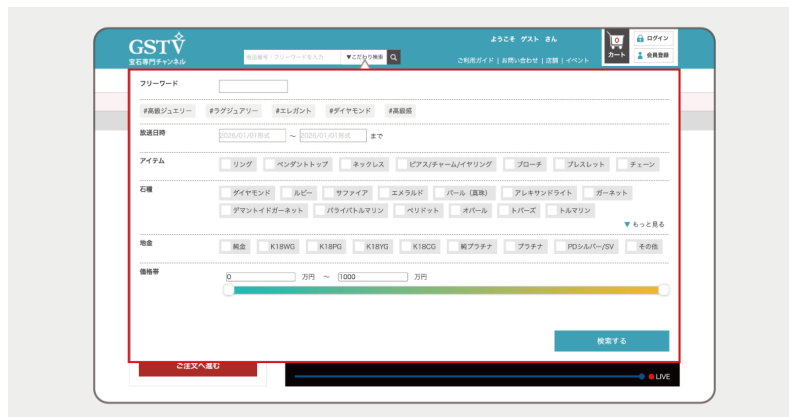 GSTV
宝石専門チャンネル
商品番号・フリーワードを入力 ▼こだわり検索
ようこそ ゲスト さん
ご利用ガイド | お問い合わせ | 店舗 | イベント
0
カート
ログイン
会員登録
フリーワード
#高級ジュエリー #ラグジュアリー #エレガント #ダイヤモンド #高級感
放送日時 2026/01/01形式 ～ 2026/01/01形式 まで
アイテム リング ペンダントトップ ネックレス ピアス/チャーム/イヤリング ブローチ ブレスレット チェーン
石種 ダイヤモンド ルビー サファイア エメラルド パール（真珠） アレキサンドライト ガーネット
デマントイドガーネット パライバトルマリン ペリドット オパール トパーズ トルマリン
▼ もっと見る
地金 純金 K18WG K18PG K18YG K18CG 純プラチナ プラチナ PDシルバー/SV その他
価格帯 0 万円 ～ 1000 万円
検索する
ご注文へ進む
LIVE